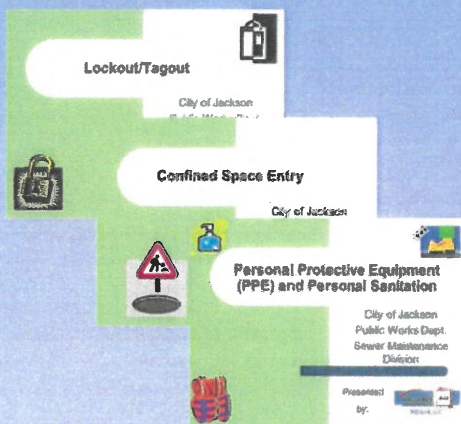 Lockout/Tagout
City of Jackson
Confined Space Entry
City of Jackson
Personal Protective Equipment
(PPE) and Personal Sanitation
City of Jackson
Public Works Dept.
Sewer Maintenance
Division
Presented
by: